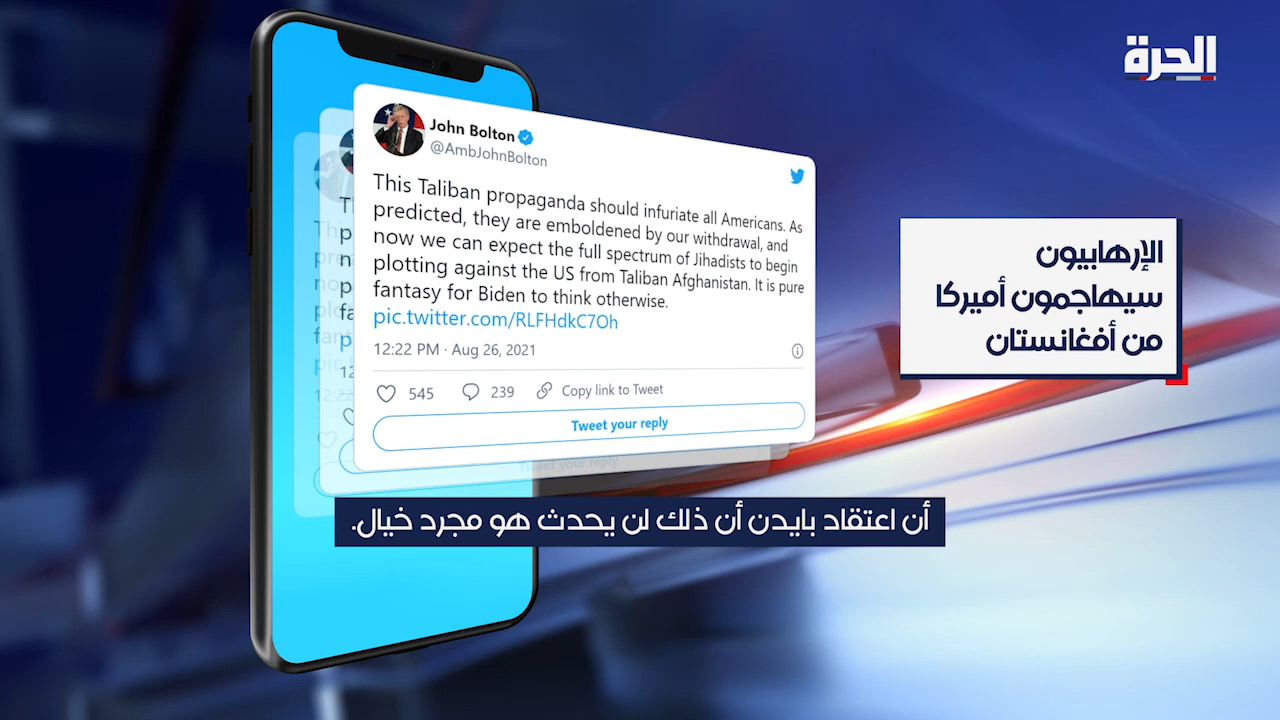 الحرة
John Bolton
@AmbJohnBolton
This Taliban propaganda should infuriate all Americans. As
predicted, they are emboldened by our withdrawal, and
now we can expect the full spectrum of Jihadists to begin
plotting against the US from Taliban Afghanistan. It is pure
fantasy for Biden to think otherwise.
pic.twitter.com/RLFHdkC7Oh
12:22 PM · Aug 26, 2021
545 239 Copy link to Tweet
Tweet your reply
الإرهابيون
سيهاجمون أميركا
من أفغانستان
أن اعتقاد بايدن أن ذلك لن يحدث هو مجرد خيال.